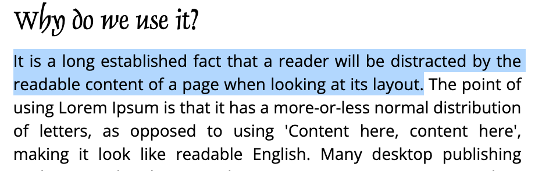 Why do we use it?
It is a long established fact that a reader will be distracted by the
readable content of a page when looking at its layout. The point of
using Lorem Ipsum is that it has a more-or-less normal distribution
of letters, as opposed to using 'Content here, content here',
making it look like readable English. Many desktop publishing